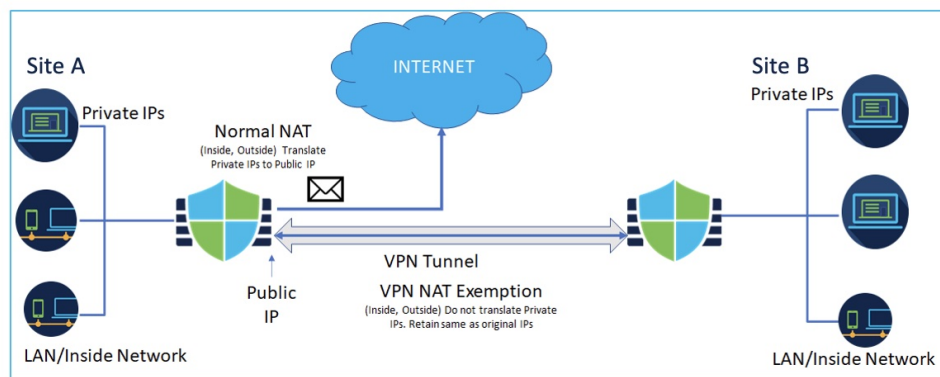 INTERNET
Site A
Private IPs
Normal NAT
(Inside, Outside) Translate
Private IPs to Public IP
Site B
Private IPs
VPN Tunnel
Public
IP
VPN NAT Exemption
(Inside, Outside) Do not translate Private
IPs. Retain same as original IPs
LAN/Inside Network
LAN/Inside Network